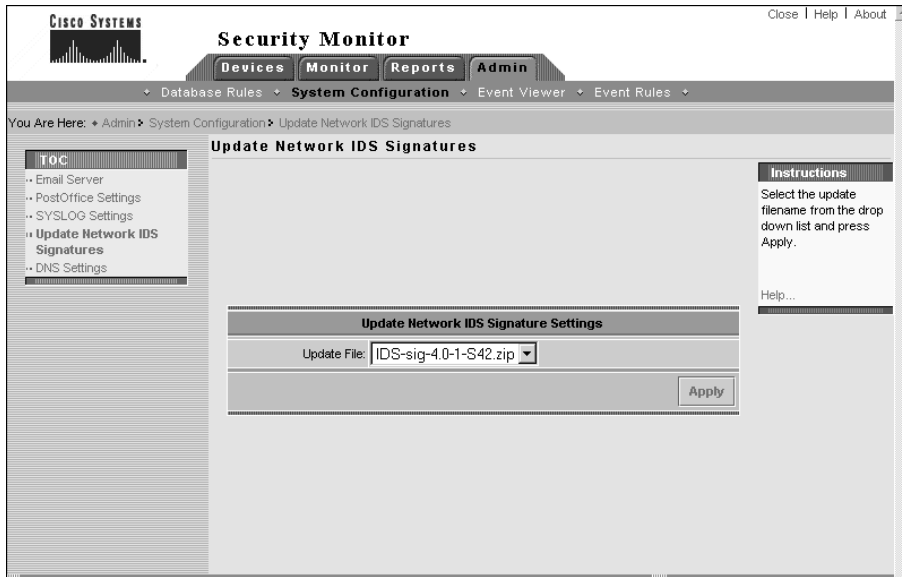 Close | Help | About
CISCO SYSTEMS
Security Monitor
Devices Monitor Reports Admin
Database Rules System Configuration Event Viewer Event Rules
You Are Here: Admin System Configuration Update Network IDS Signatures
TOC
Email Server
PostOffice Settings
SYSLOG Settings
Update Network IDS
Signatures
DNS Settings
Update Network IDS Signatures
Update Network IDS Signature Settings
Update File: IDS-sig-4.0-1-S42.zip
Apply
Instructions
Select the update
filename from the drop
down list and press
Apply.
Help...